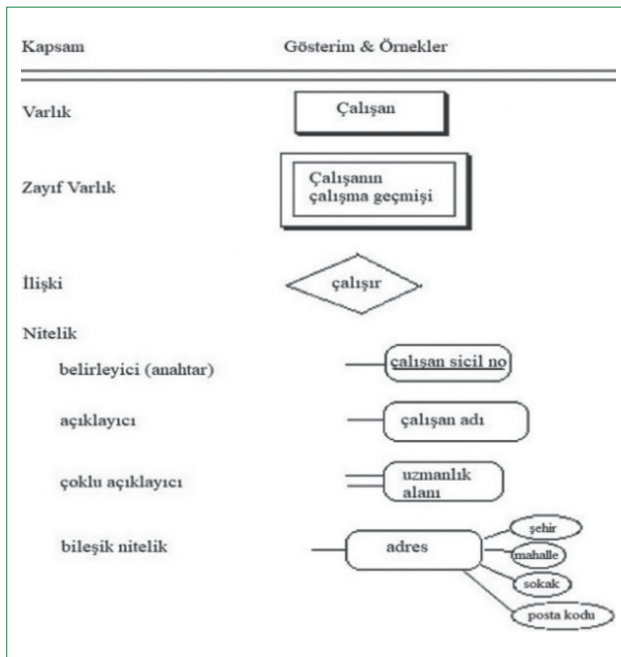 Kapsam Gösterim & Örnekler
Varlık Çalışan
Zayıf Varlık Çalışanın
çalışma geçmişi
İlişki çalışır
Nitelik
belirleyici (anahtar) çalışan sicil no
açıklayıcı çalışan adı
çoklu açıklayıcı uzmanlık
alanı
bileşik nitelik adres
şehir
mahalle
sokak
posta kodu